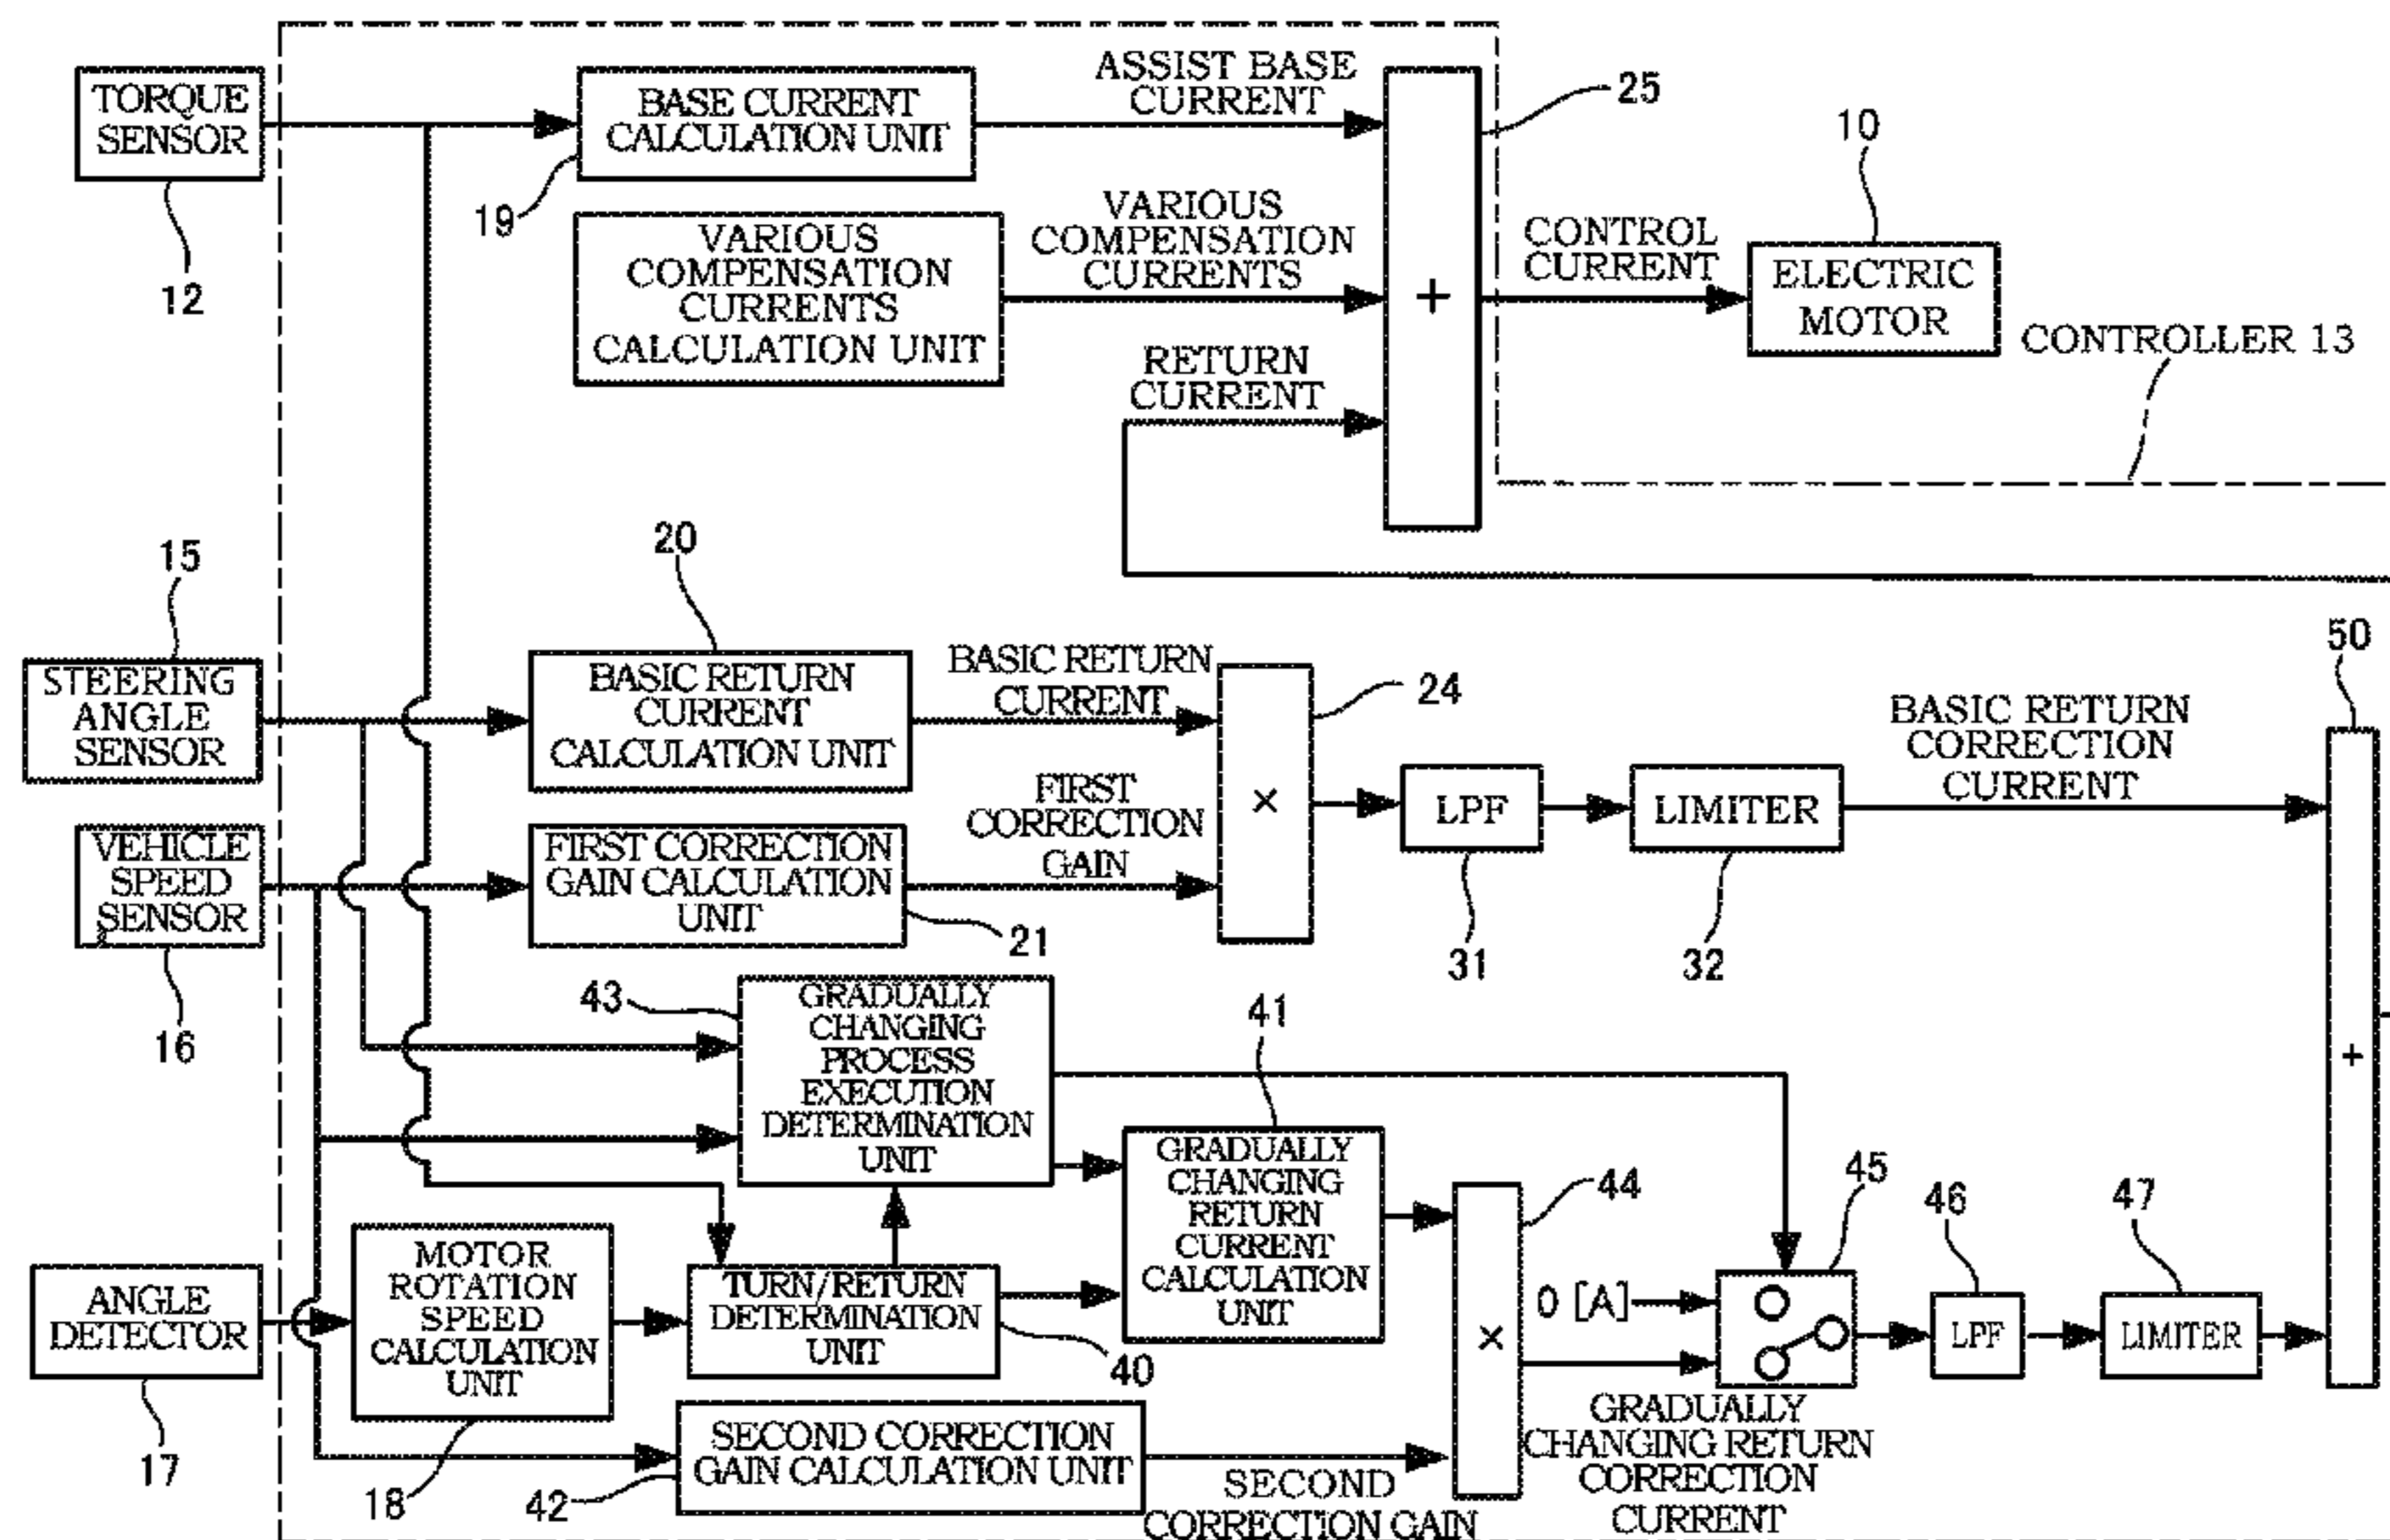 TORQUE
SENSOR
12
BASE CURRENT
CALCULATION UNIT
19
ASSIST BASE
CURRENT
25
VARIOUS
COMPENSATION
CURRENTS
CALCULATION UNIT
VARIOUS
COMPENSATION
CURRENTS
+
CONTROL
CURRENT
10
ELECTRIC
MOTOR
CONTROLLER 13
RETURN
CURRENT
15
STEERING
ANGLE
SENSOR
20
BASIC RETURN
CURRENT
CALCULATION UNIT
BASIC RETURN
CURRENT
24
×
VEHICLE
SPEED
SENSOR
16
FIRST CORRECTION
GAIN CALCULATION
UNIT
21
FIRST
CORRECTION
GAIN
LPF
31
LIMITER
32
BASIC RETURN
CORRECTION
CURRENT
50
+
43
GRADUALLY
CHANGING
PROCESS
EXECUTION
DETERMINATION
UNIT
41
GRADUALLY
CHANGING
RETURN
CURRENT
CALCULATION
UNIT
44
×
45
46
47
ANGLE
DETECTOR
17
MOTOR
ROTATION
SPEED
CALCULATION
UNIT
18
TURN/RETURN
DETERMINATION
UNIT
40
0 [A]
LPF
LIMITER
SECOND CORRECTION
GAIN CALCULATION UNIT
42
SECOND
CORRECTION GAIN
GRADUALLY
CHANGING RETURN
CORRECTION
CURRENT